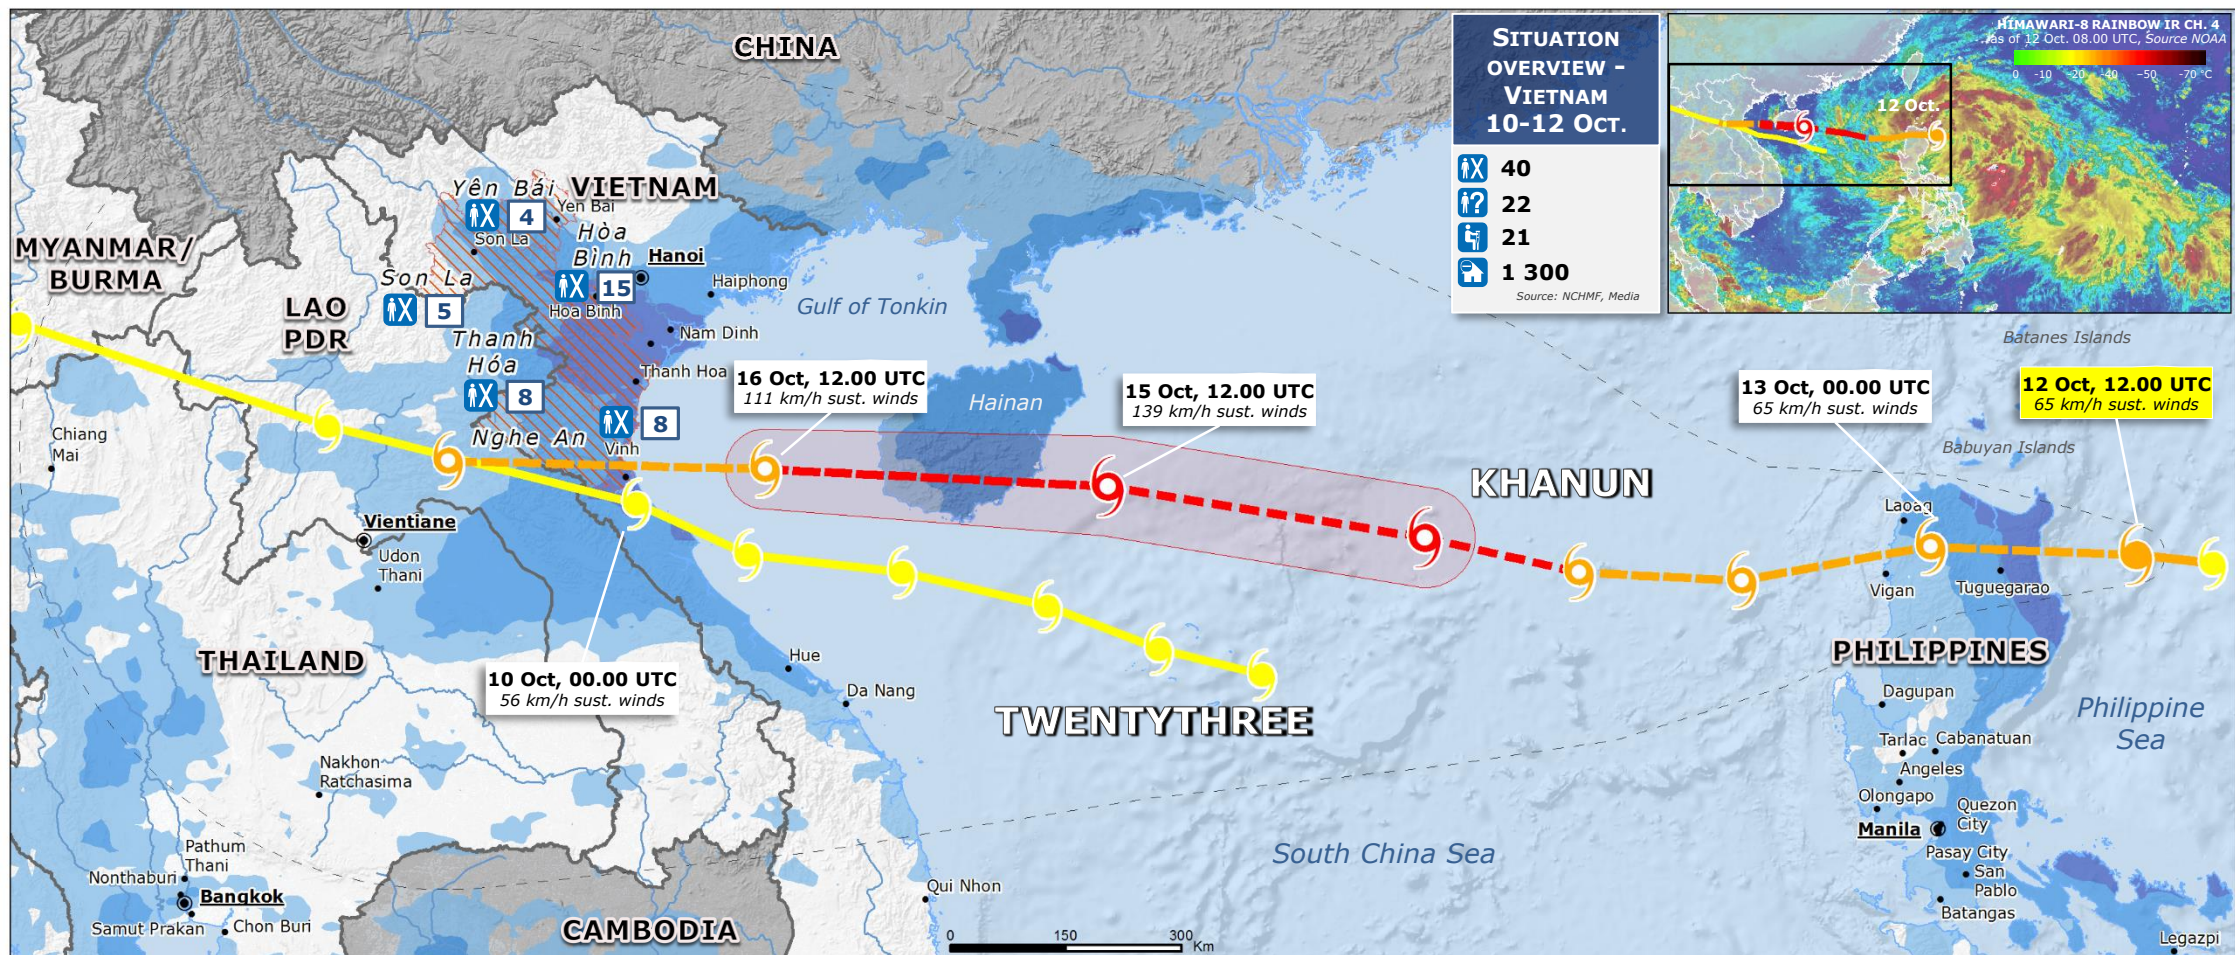 CHINA
SITUATION
OVERVIEW -
VIETNAM
10-12 OCT.
40
22
21
1 300
Source: NCHMF, Media
HIMAWARI-8 RAINBOW IR CH. 4
as of 12 Oct. 08.00 UTC, Source NOAA
0 -10 -20 -40 -50 -70 °C
12 Oct.
MYANMAR/
BURMA
LAO
PDR
VIETNAM
Yên Bái
4
Yen Bai
Son La
Son La
5
Hòa
Bình
15
Hoa Binh
Hanoi
Haiphong
Nam Dinh
Thanh
Hóa
8
Thanh Hoa
8
Nghe An
Vinh
Gulf of Tonkin
Hainan
16 Oct, 12.00 UTC
111 km/h sust. winds
15 Oct, 12.00 UTC
139 km/h sust. winds
13 Oct, 00.00 UTC
65 km/h sust. winds
12 Oct, 12.00 UTC
65 km/h sust. winds
Batanes Islands
Babuyan Islands
KHANUN
Chiang
Mai
Vientiane
Udon
Thani
Laoag
Vigan
Tuguegarao
THAILAND
10 Oct, 00.00 UTC
56 km/h sust. winds
Hue
Da Nang
TWENTYTHREE
PHILIPPINES
Philippine
Sea
Dagupan
Tarlac
Cabanatuan
Angeles
Olongapo
Quezon
City
Manila
Pasay City
San
Pablo
Batangas
Legazpi
Nakhon
Ratchasima
Pathum
Thani
Nonthaburi
Bangkok
Samut Prakan
Chon Buri
CAMBODIA
Qui Nhon
South China Sea
0 150 300
Km